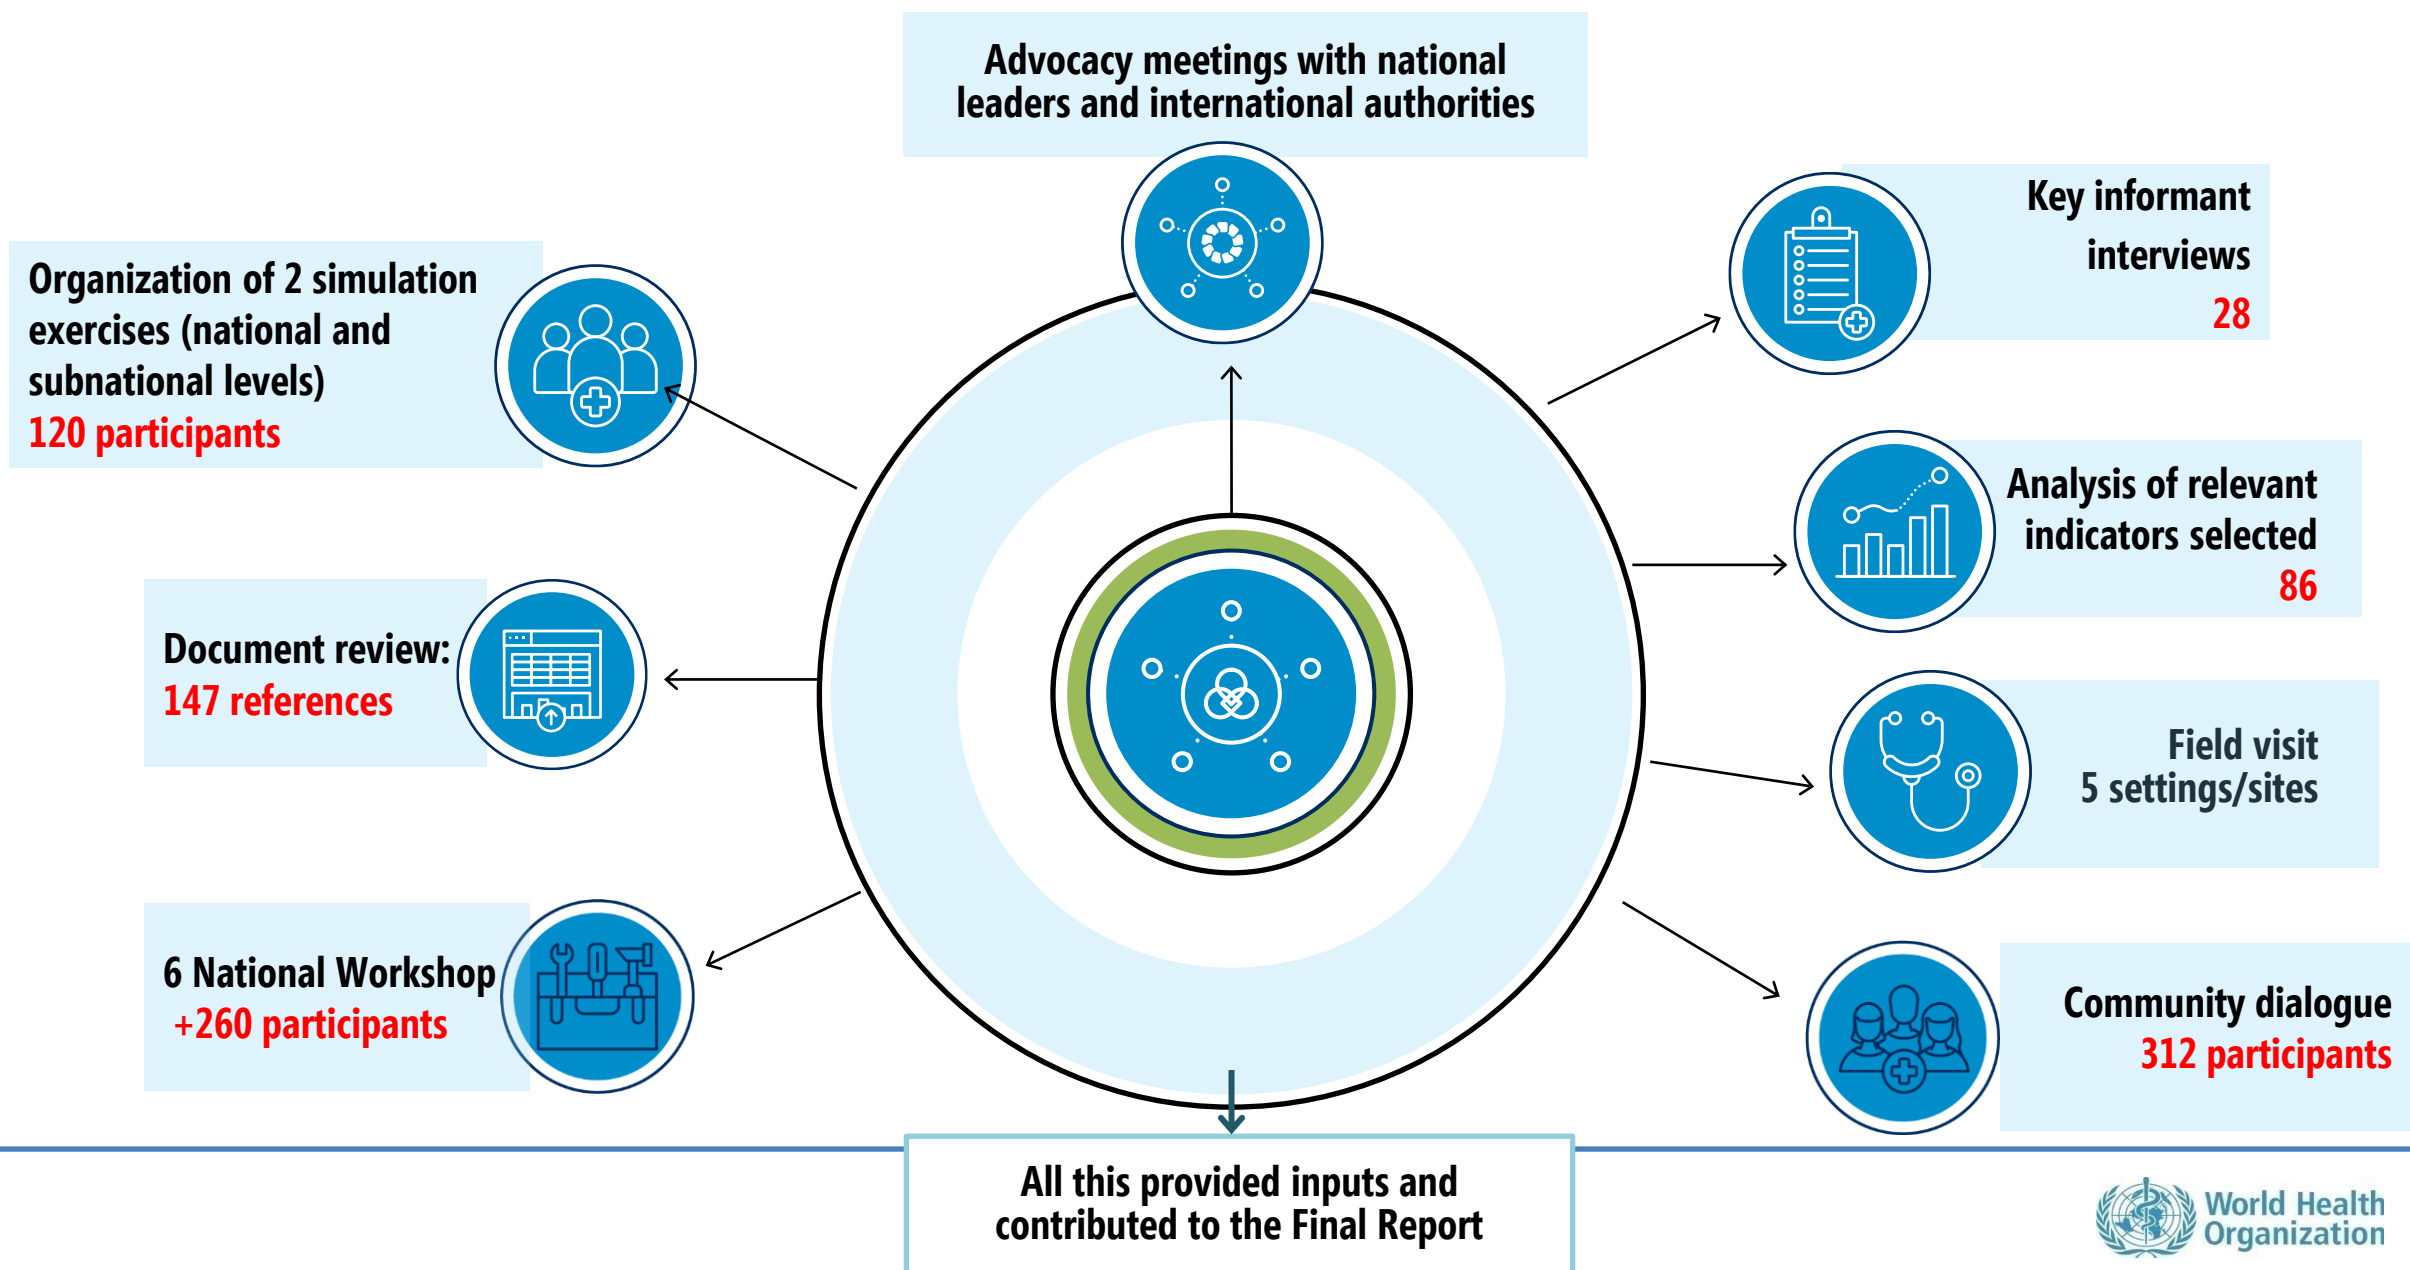 Advocacy meetings with national
leaders and international authorities
Organization of 2 simulation
exercises (national and
subnational levels)
120 participants
Document review:
147 references
6 National Workshop
+260 participants
Key informant
interviews
28
Analysis of relevant
indicators selected
86
Field visit
5 settings/sites
Community dialogue
312 participants
All this provided inputs and
contributed to the Final Report
World Health
Organization